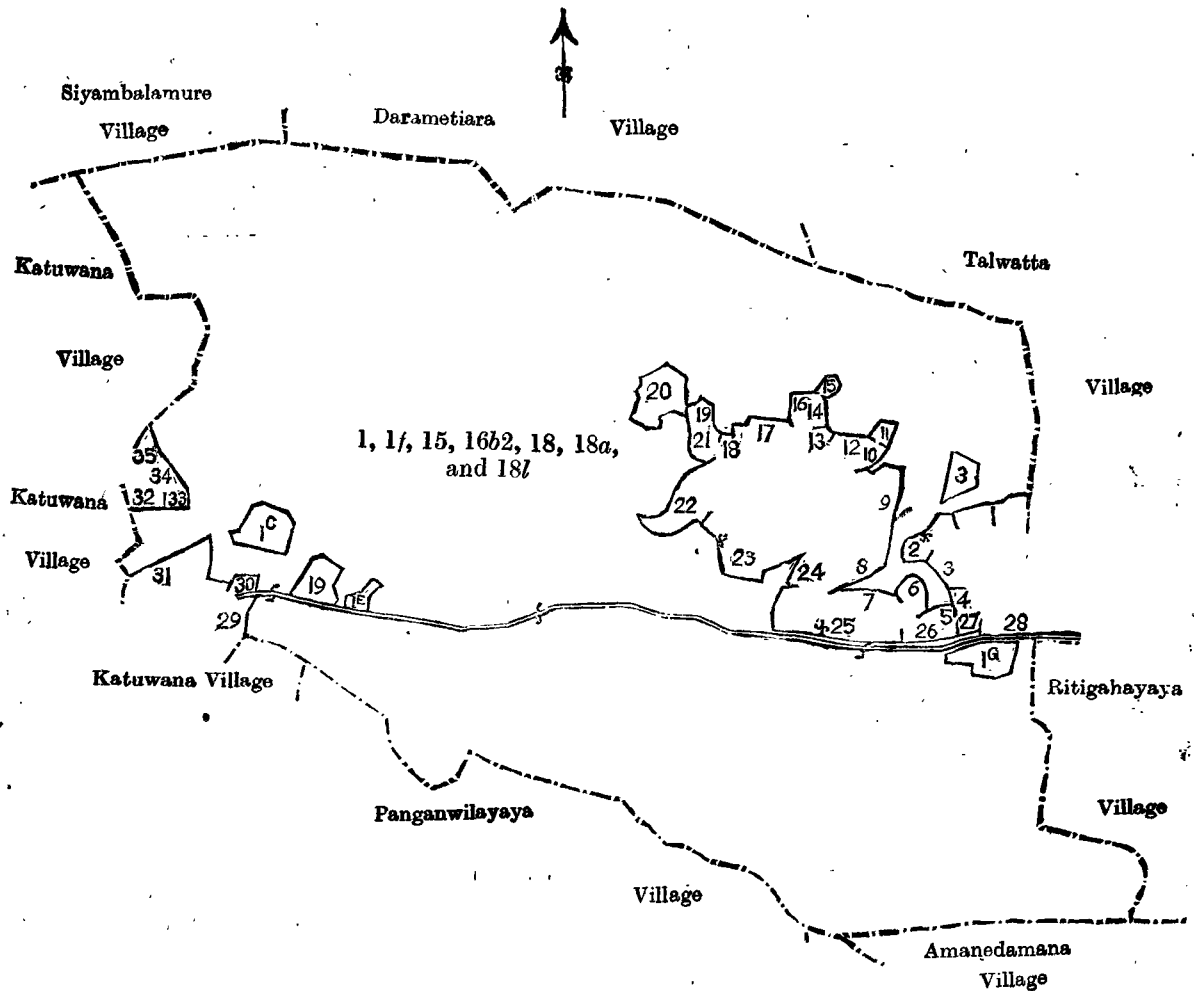 Siyambalamure
Village
Darametiara
Village
Katuwana
Talwatta
Village
Village
20
19
16
15
14
1, 1f, 15, 16b2, 18, 18a,
and 18l
21
18
17
13
12
11
10
35
34
3
Katuwana
32
33
22
9
1C
2
Village
23
24
8
3
31
30
19
1E
7
6
4
5
29
4
25
26
27
28
1G
Katuwana Village
Ritigahayaya
Panganwilayaya
Village
Village
Amanedamana
Village